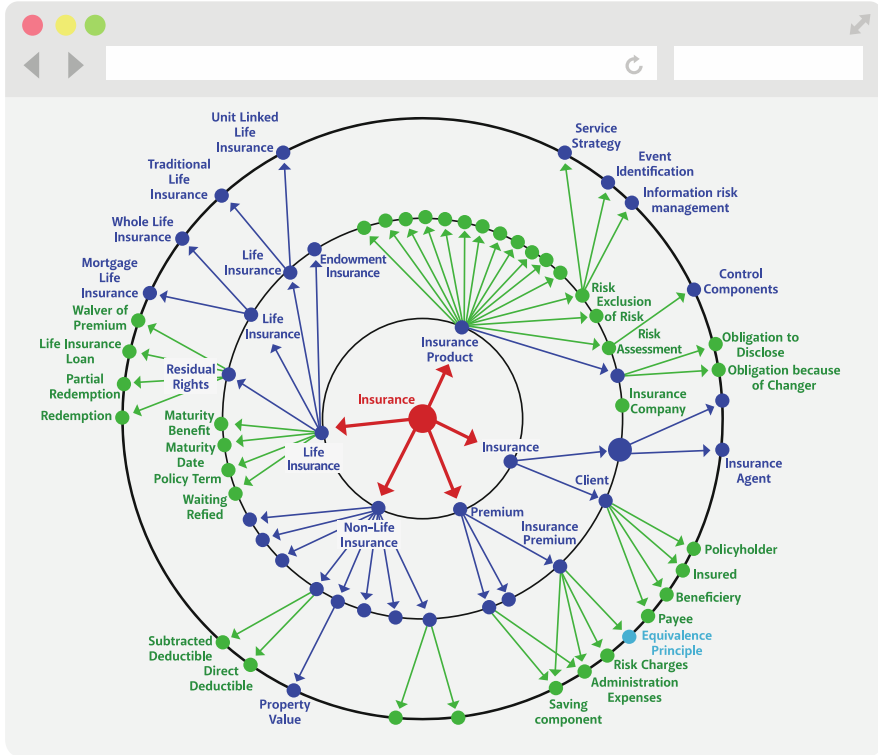 Unit Linked
Life
Insurance
Traditional
Life
Insurance
Whole Life
Insurance
Mortgage
Life
Insurance
Walver of
Premium
Life Insurance
Loan
Partial
Redemption
Redemption
Service
Strategy
Event
Identification
Information risk
management
Control
Components
Obligation to
Disclose
Obligation because
of Changer
Life
Insurance
Endowment
Insurance
Life
Insurance
Residual
Rights
Maturity
Benefit
Maturity
Date
Policy Term
Waiting
Refied
Risk
Exclusion
of Risk
Risk
Assessment
Insurance
Company
Insurance
Product
Insurance
Life
Insurance
Insurance
Client
Insurance
Agent
Non-Life
Insurance
Premium
Insurance
Premium
Policyholder
Insured
Beneficiery
Payee
Equivalence
Principle
Risk Charges
Administration
Expenses
Saving
component
Subtracted
Deductible
Direct
Deductible
Property
Value